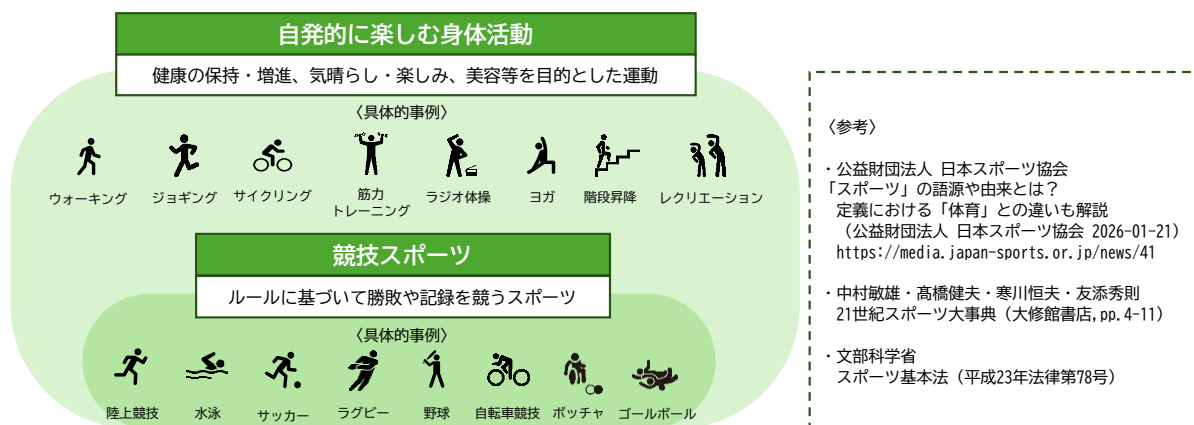 自発的に楽しむ身体活動
健康の保持・増進、気晴らし・楽しみ、美容等を目的とした運動
〈具体的事例〉
ウォーキング
ジョギング
サイクリング
筋力
トレーニング
ラジオ体操
ヨガ
階段昇降
レクリエーション
競技スポーツ
ルールに基づいて勝敗や記録を競うスポーツ
〈具体的事例〉
陸上競技
水泳
サッカー
ラグビー
野球
自転車競技
ボッチャ
ゴールボール
〈参考〉
・公益財団法人 日本スポーツ協会
「スポーツ」の語源や由来とは?
定義における「体育」との違いも解説
(公益財団法人 日本スポーツ協会 2026-01-21)
https://media.japan-sports.or.jp/news/41
・中村敏雄・髙橋健夫・寒川恒夫・友添秀則
21世紀スポーツ大事典(大修館書店,pp.4-11)
・文部科学省
スポーツ基本法(平成23年法律第78号)